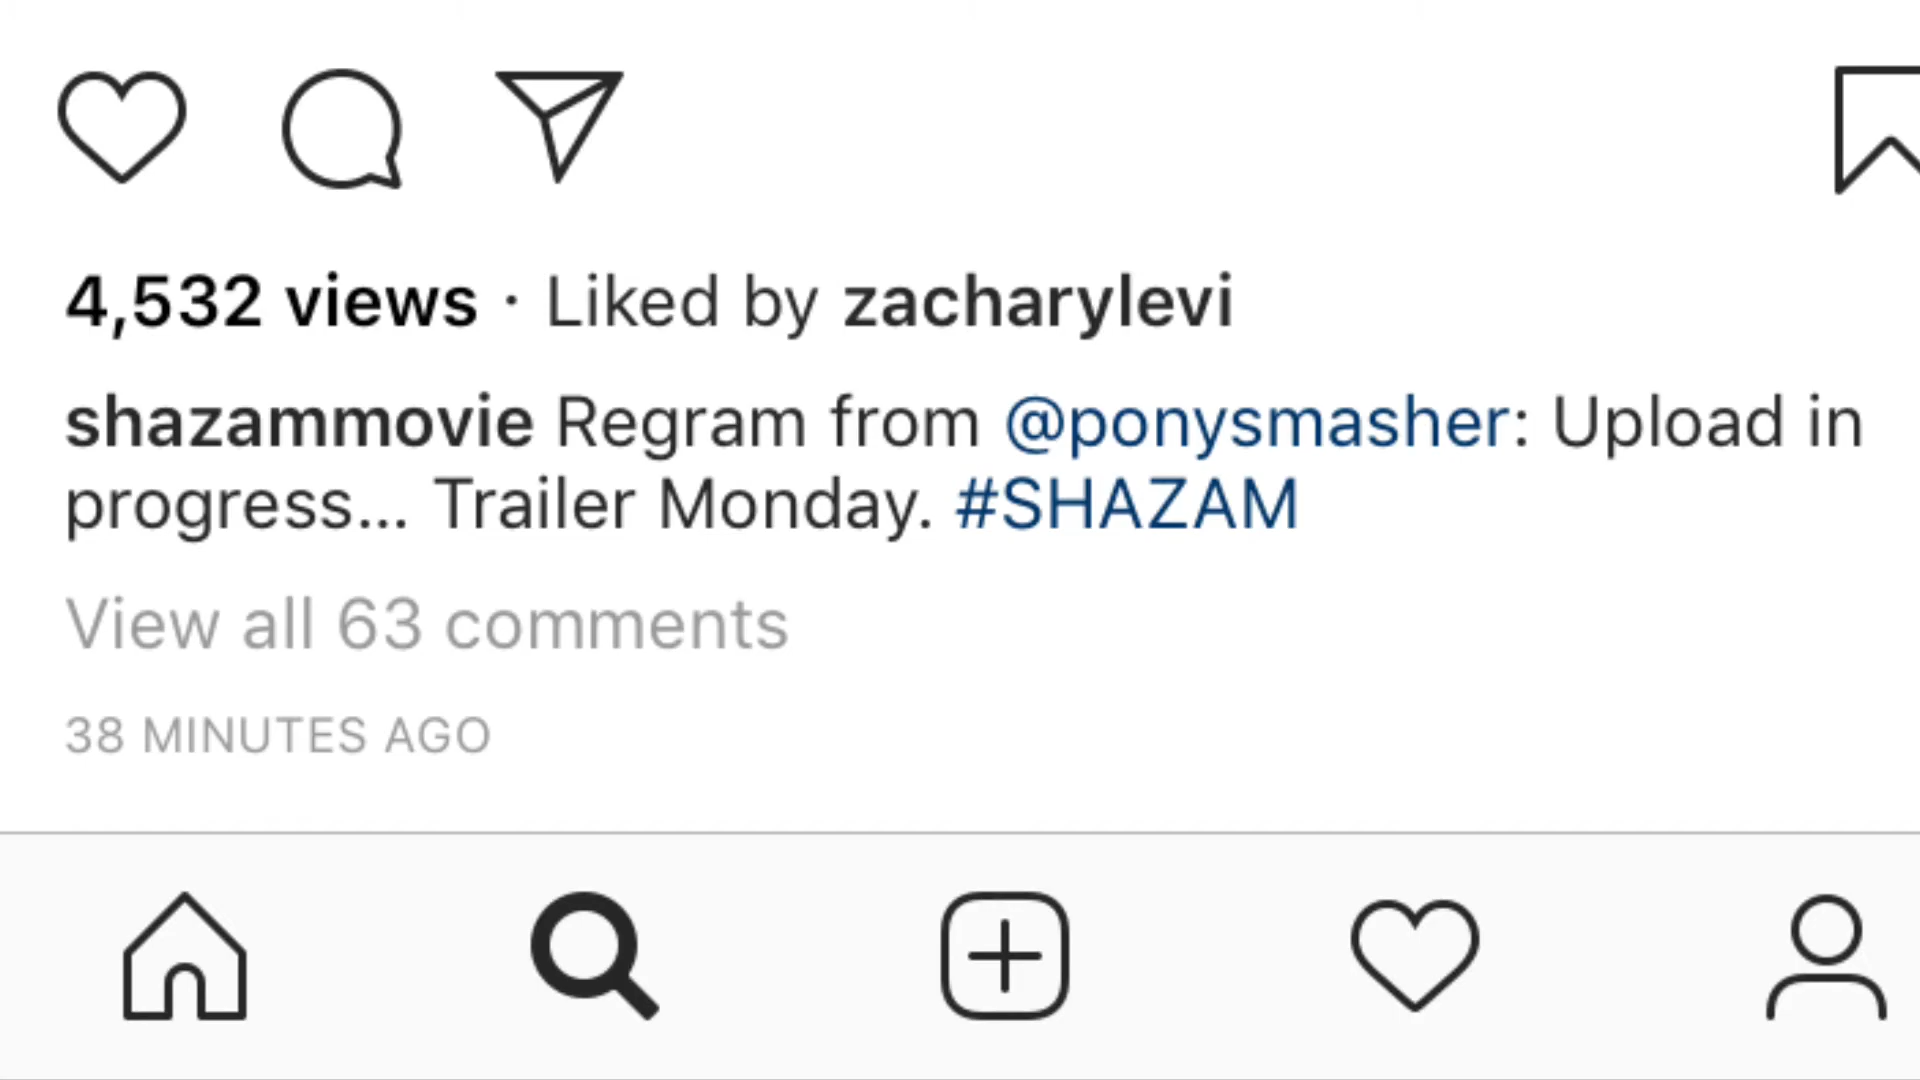 4,532 views · Liked by zacharylevi
shazammovie Regram from @ponysmasher: Upload in
progress... Trailer Monday. #SHAZAM
View all 63 comments
38 MINUTES AGO